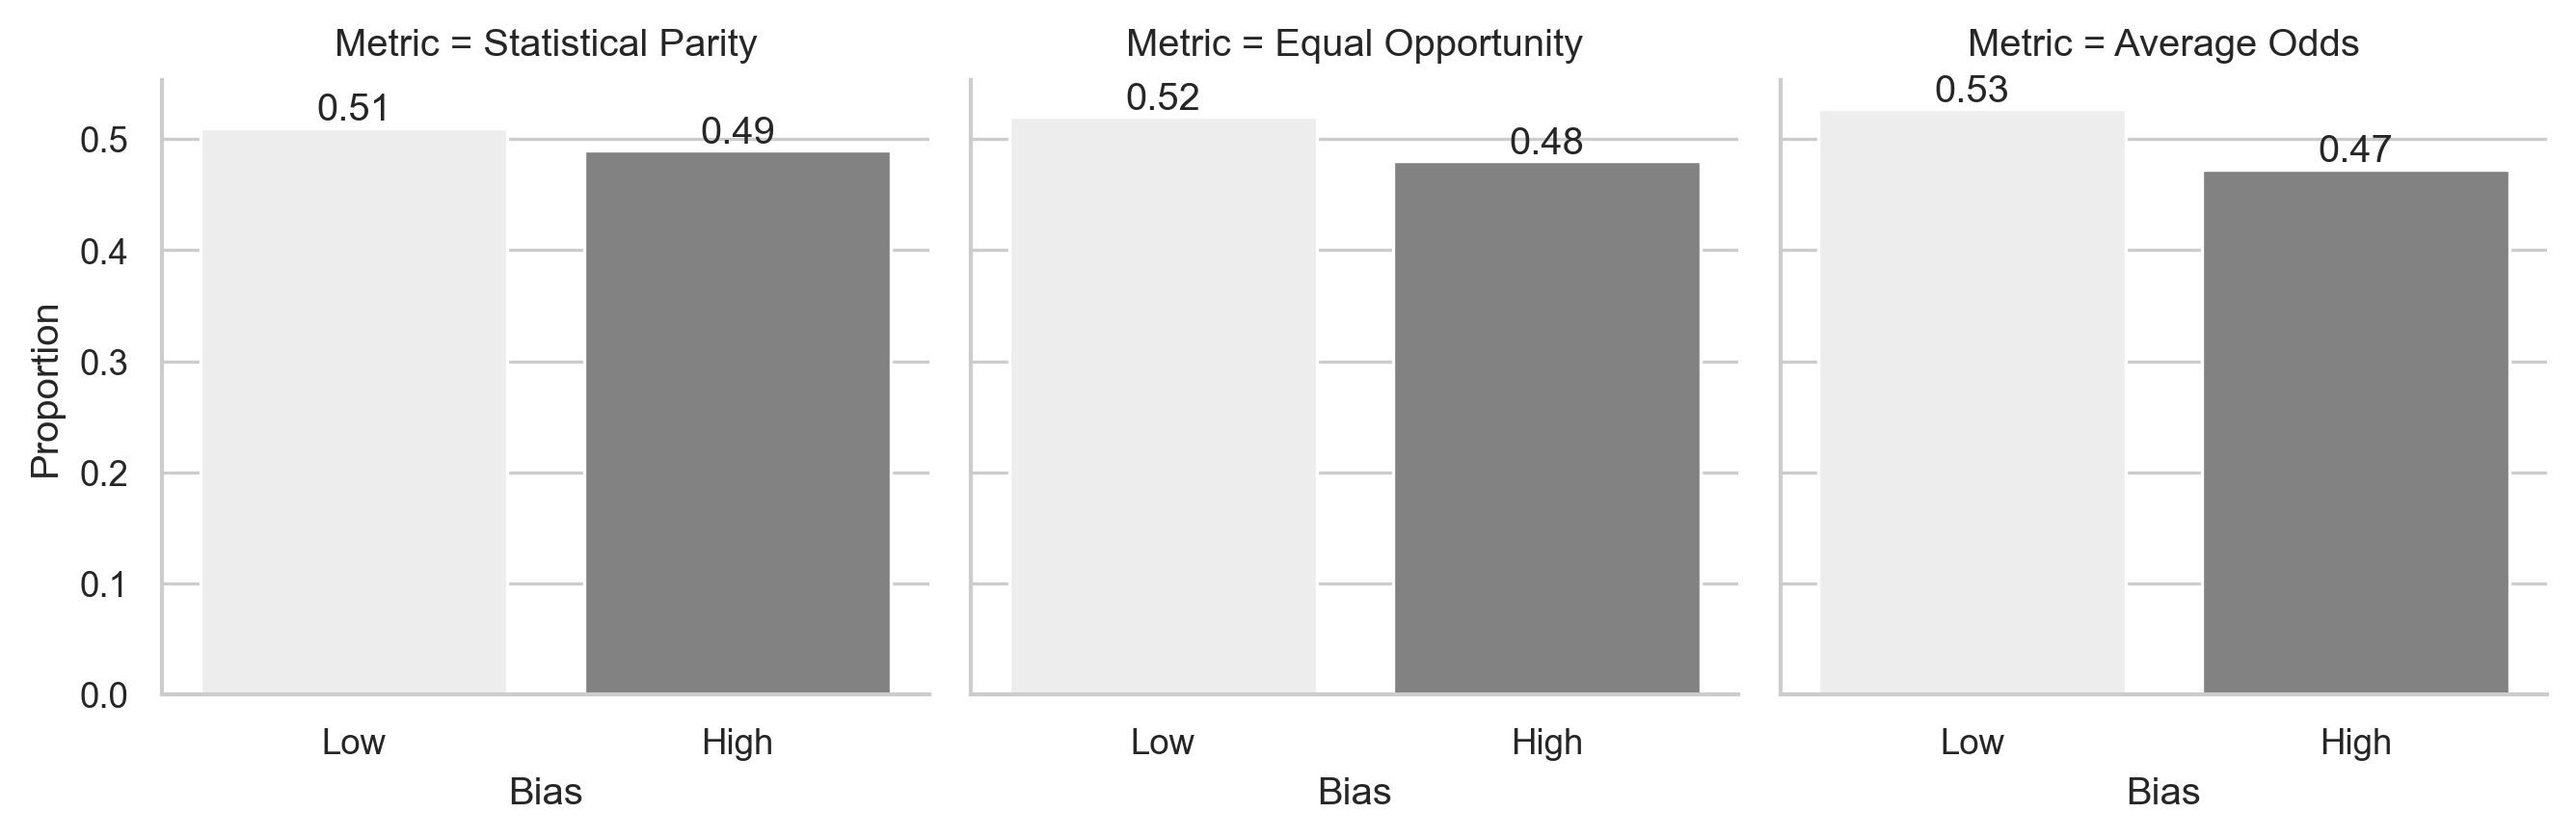 Metric = Statistical Parity
Metric = Equal Opportunity
Metric = Average Odds
Proportion
0.5
0.4
0.3
0.2
0.1
0.0
0.51
0.49
Low
High
Bias
0.52
0.48
Low
High
Bias
0.53
0.47
Low
High
Bias